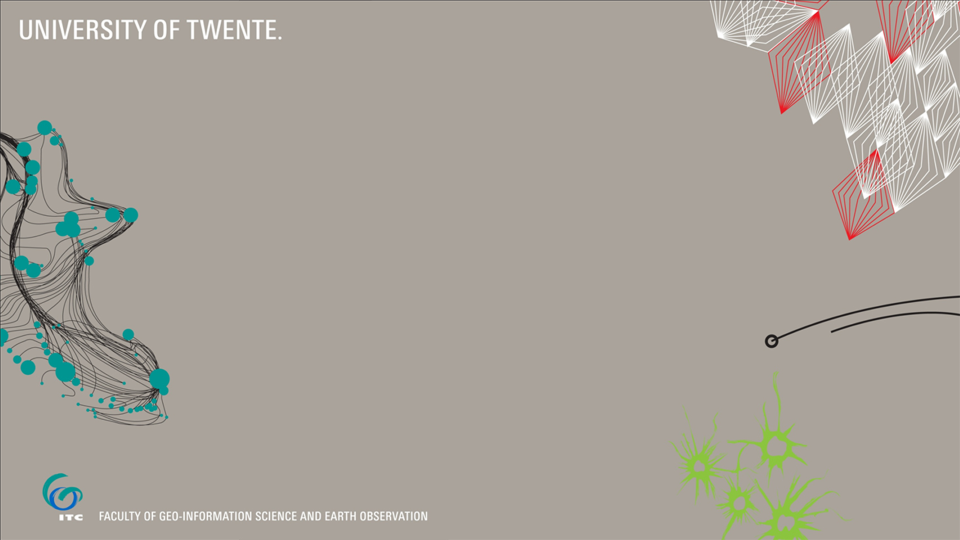 UNIVERSITY OF TWENTE.
ITC
FACULTY OF GEO-INFORMATION SCIENCE AND EARTH OBSERVATION